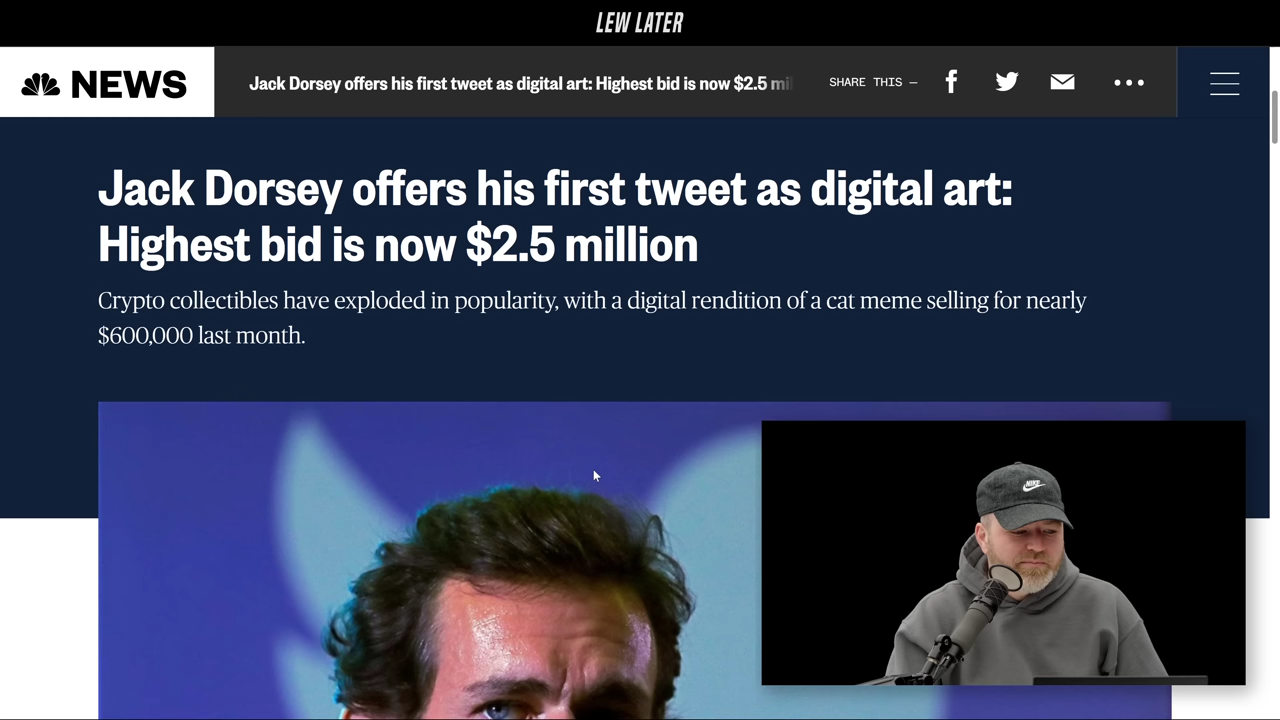 LEW LATER
NEWS
Jack Dorsey offers his first tweet as digital art: Highest bid is now $2.5 mil
SHARE THIS —
Jack Dorsey offers his first tweet as digital art:
Highest bid is now $2.5 million
Crypto collectibles have exploded in popularity, with a digital rendition of a cat meme selling for nearly
$600,000 last month.
NIKE